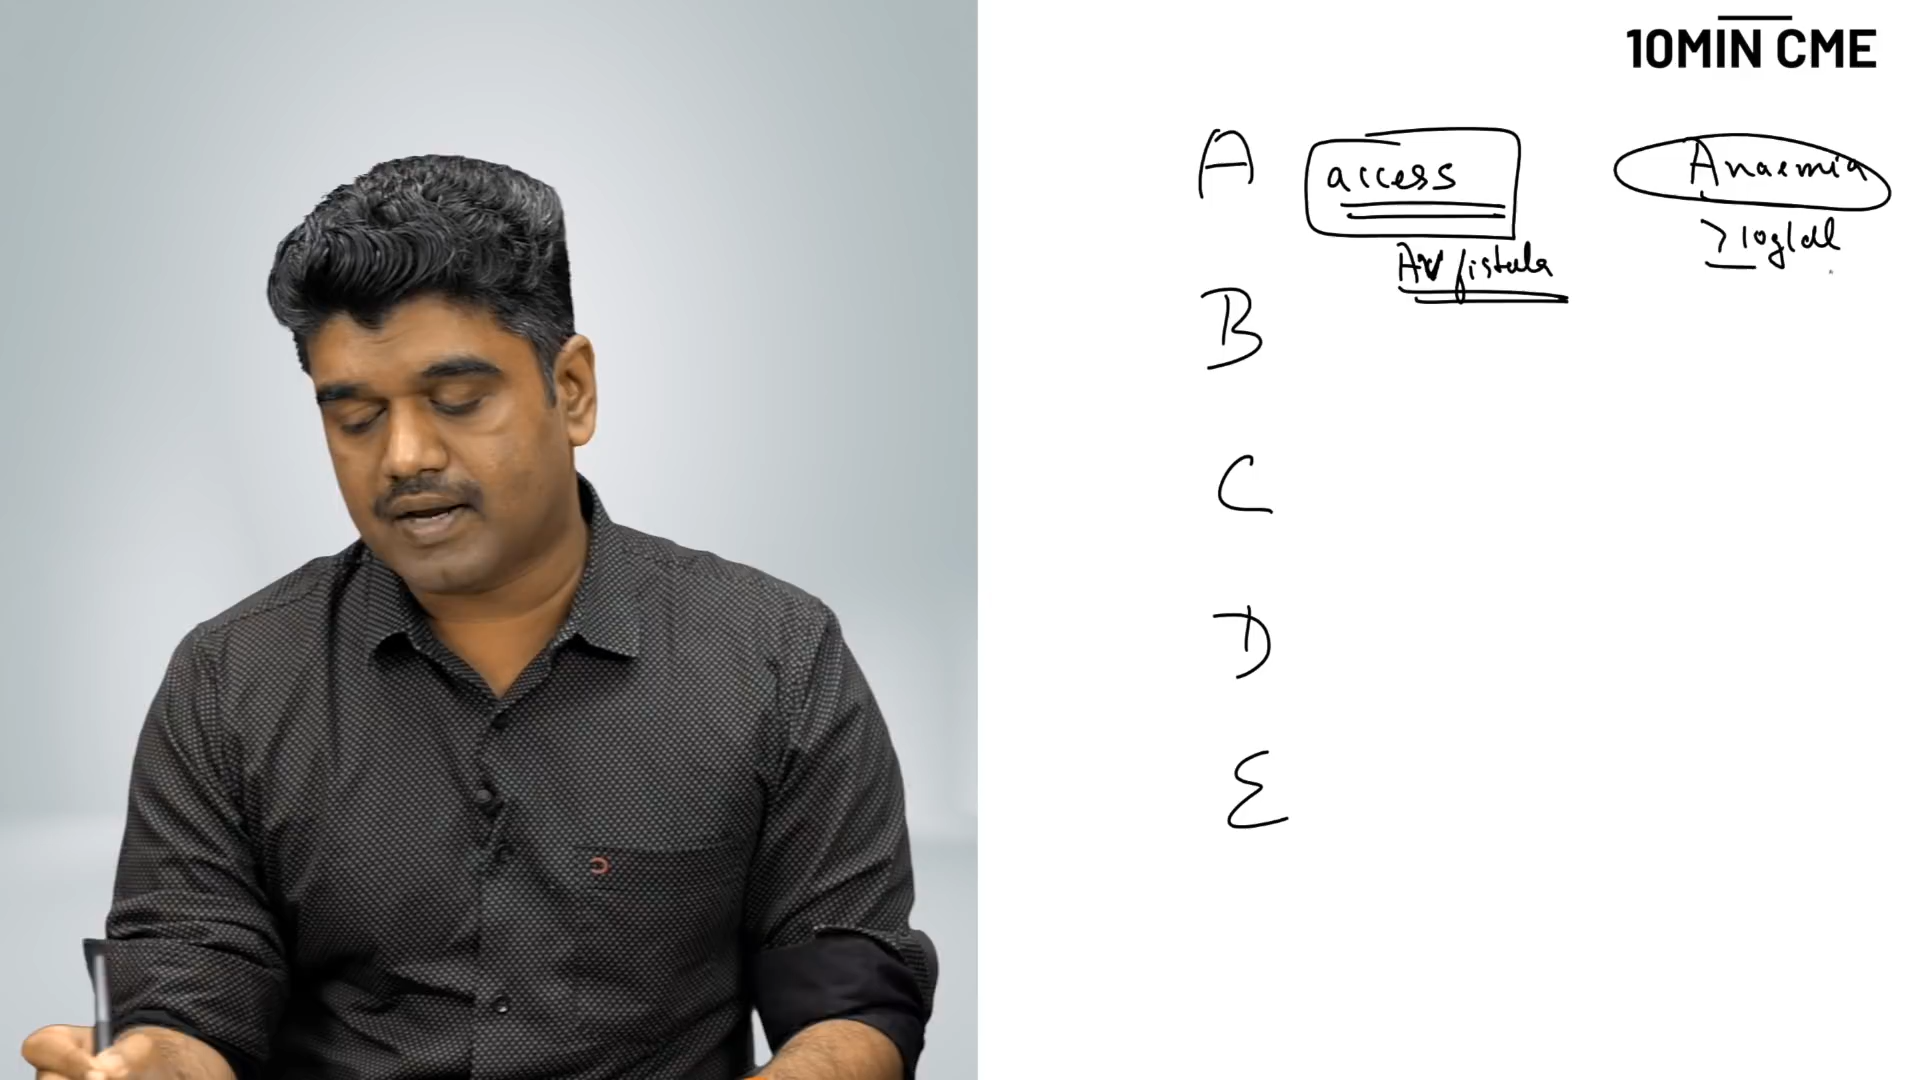 10MIN CME
A access Anaemia
AV fistula ≥ 10g/dl
B
C
D
E